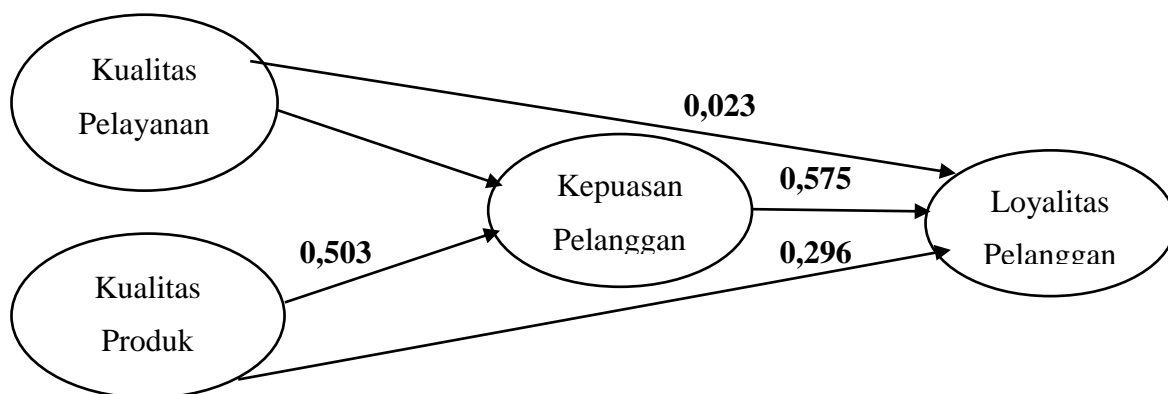 Kualitas
Pelayanan
0,023
Kepuasan
Pelanggan
0,575
Loyalitas
Pelanggan
0,503
0,296
Kualitas
Produk